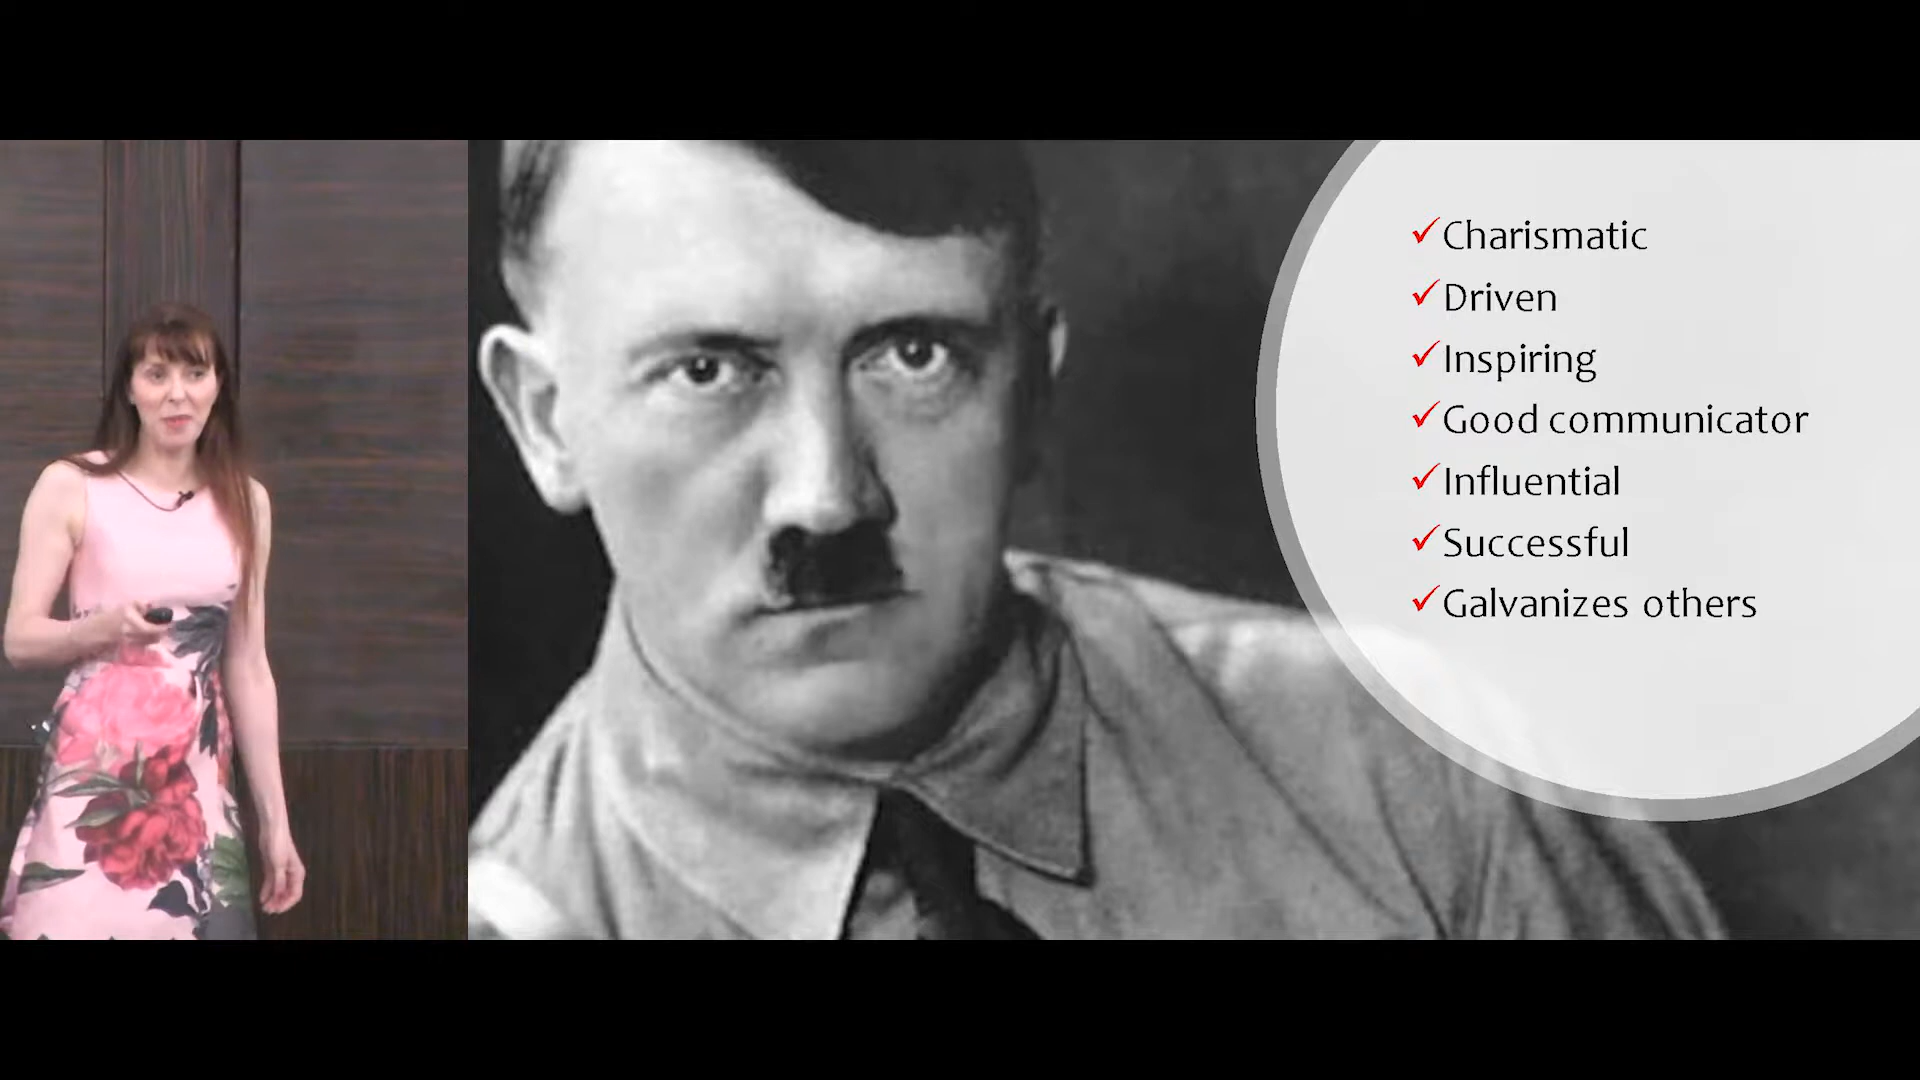 Charismatic
Driven
Inspiring
Good communicator
Influential
Successful
Galvanizes others